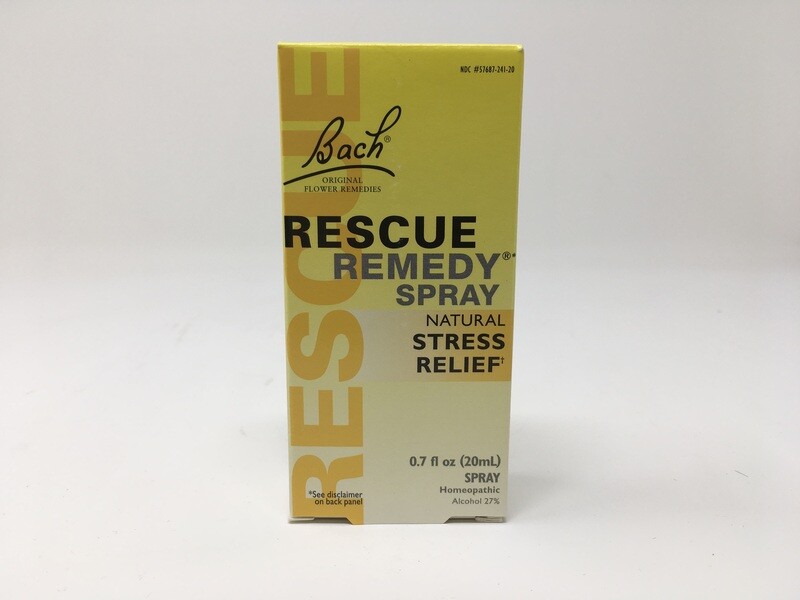 NDC #57687-241-20
Bach®
ORIGINAL
FLOWER REMEDIES
RESCUE
RESCUE
REMEDY®*
SPRAY
NATURAL
STRESS
RELIEF†
0.7 fl oz (20mL)
SPRAY
Homeopathic
Alcohol 27%
*See disclaimer
on back panel